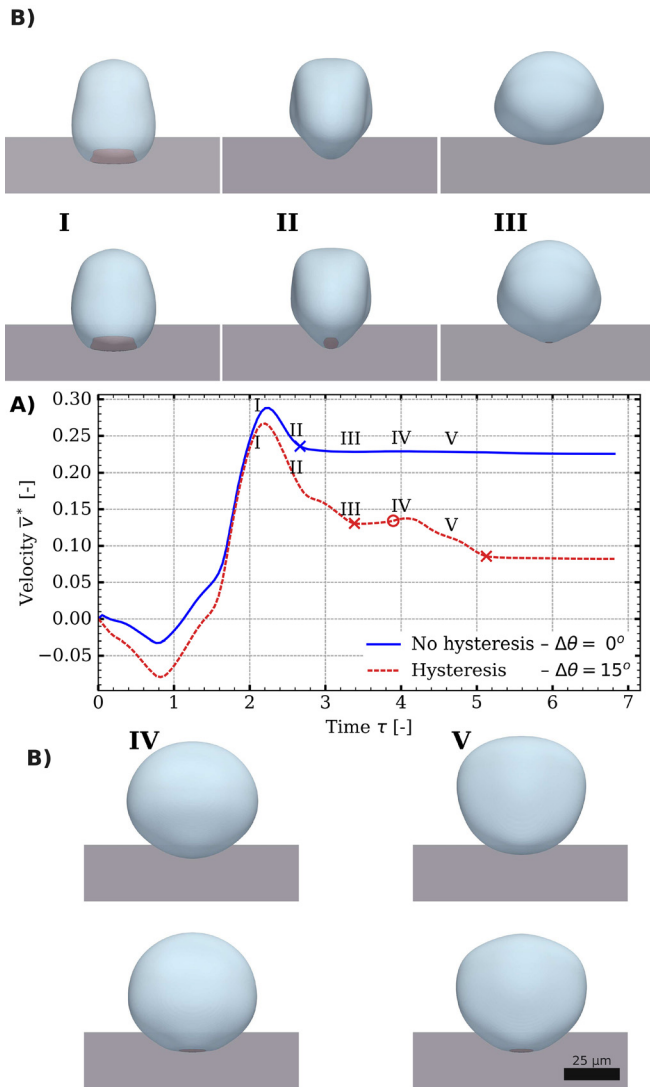 B)
I II III
A)
0.30
0.25
0.20
0.15
0.10
0.05
0.00
−0.05
Velocity v̅* [-]
I II III IV V
I II III IV V
No hysteresis – Δθ = 0°
Hysteresis – Δθ = 15°
0 1 2 3 4 5 6 7
Time τ [-]
IV V
B)
25 μm